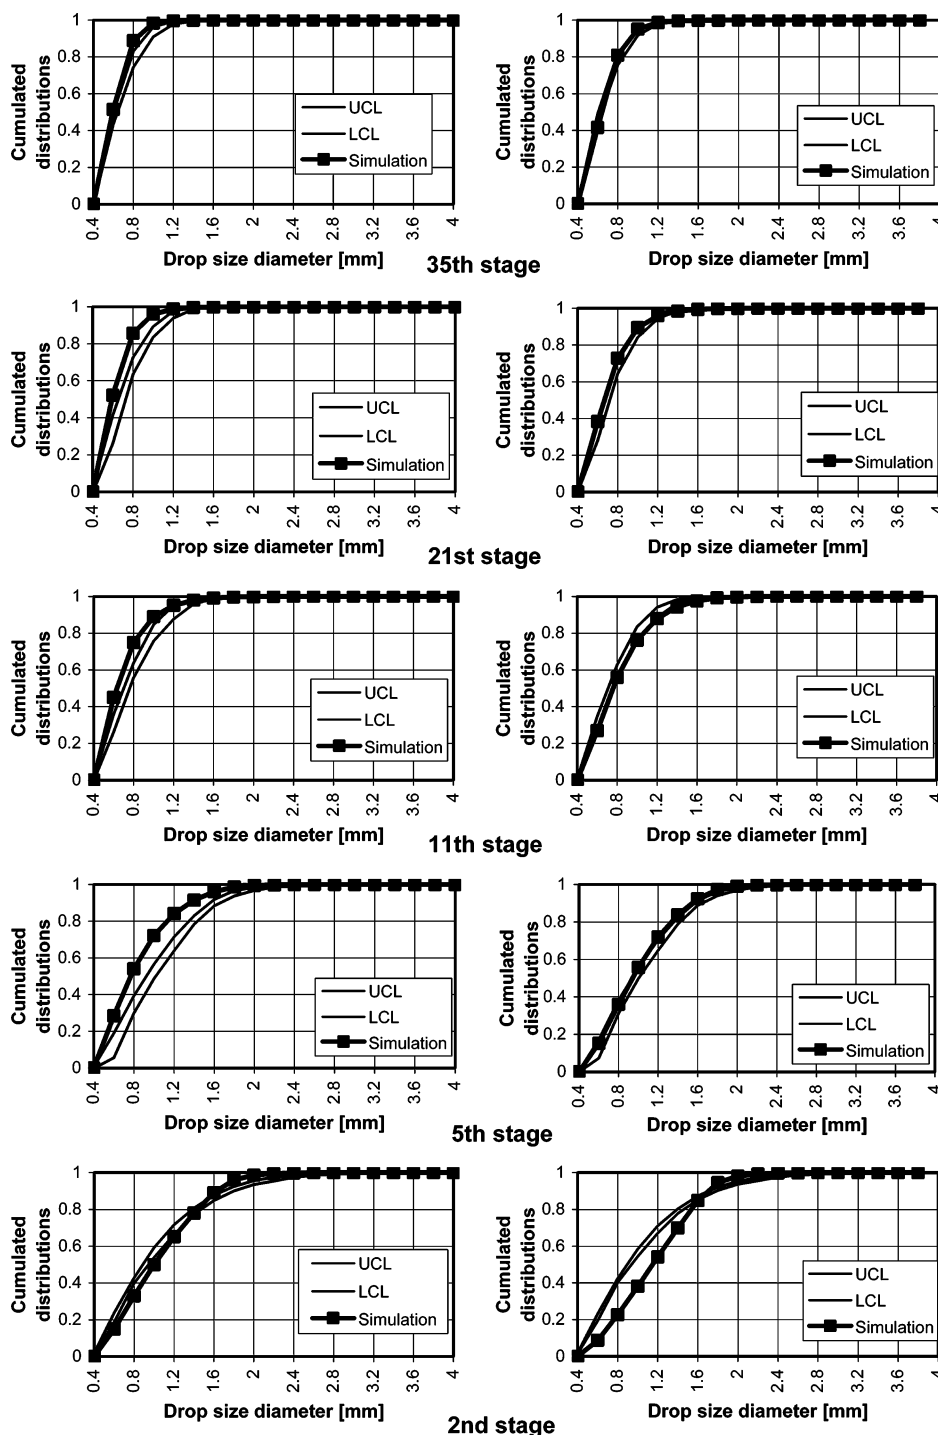 Cumulated distributions
1
0.8
0.6
0.4
0.2
0
UCL
LCL
Simulation
0.4 0.8 1.2 1.6 2 2.4 2.8 3.2 3.6 4
Drop size diameter [mm]
Cumulated distributions
1
0.8
0.6
0.4
0.2
0
UCL
LCL
Simulation
0.4 0.8 1.2 1.6 2 2.4 2.8 3.2 3.6 4
Drop size diameter [mm]
35th stage
Cumulated distributions
1
0.8
0.6
0.4
0.2
0
UCL
LCL
Simulation
0.4 0.8 1.2 1.6 2 2.4 2.8 3.2 3.6 4
Drop size diameter [mm]
Cumulated distributions
1
0.8
0.6
0.4
0.2
0
UCL
LCL
Simulation
0.4 0.8 1.2 1.6 2 2.4 2.8 3.2 3.6 4
Drop size diameter [mm]
21st stage
Cumulated distributions
1
0.8
0.6
0.4
0.2
0
UCL
LCL
Simulation
0.4 0.8 1.2 1.6 2 2.4 2.8 3.2 3.6 4
Drop size diameter [mm]
Cumulated distributions
1
0.8
0.6
0.4
0.2
0
UCL
LCL
Simulation
0.4 0.8 1.2 1.6 2 2.4 2.8 3.2 3.6 4
Drop size diameter [mm]
11th stage
Cumulated distributions
1
0.8
0.6
0.4
0.2
0
UCL
LCL
Simulation
0.4 0.8 1.2 1.6 2 2.4 2.8 3.2 3.6 4
Drop size diameter [mm]
Cumulated distributions
1
0.8
0.6
0.4
0.2
0
UCL
LCL
Simulation
0.4 0.8 1.2 1.6 2 2.4 2.8 3.2 3.6 4
Drop size diameter [mm]
5th stage
Cumulated distributions
1
0.8
0.6
0.4
0.2
0
UCL
LCL
Simulation
0.4 0.8 1.2 1.6 2 2.4 2.8 3.2 3.6 4
Drop size diameter [mm]
Cumulated distributions
1
0.8
0.6
0.4
0.2
0
UCL
LCL
Simulation
0.4 0.8 1.2 1.6 2 2.4 2.8 3.2 3.6 4
Drop size diameter [mm]
2nd stage